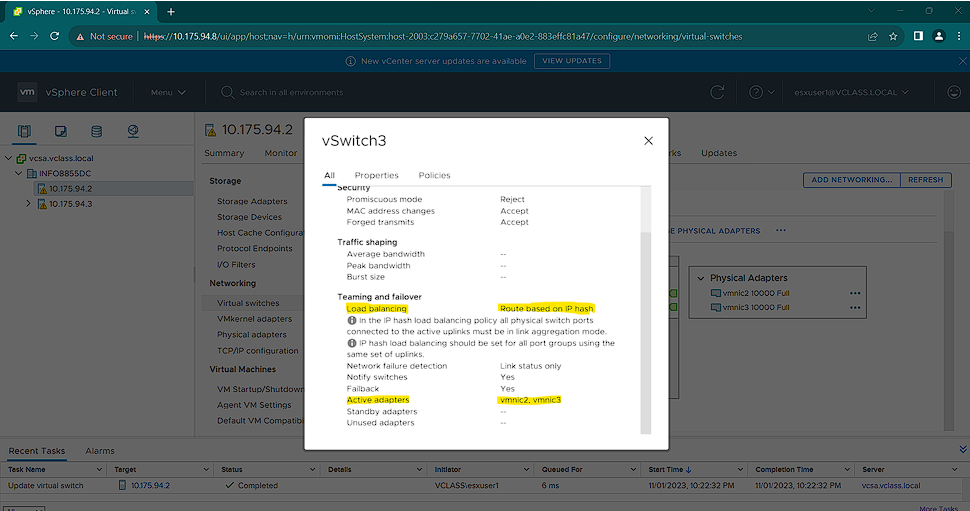 vSphere - 10.175.94.2 - Virtual s
Not secure | https://10.175.94.8/ui/app/host;nav=h/urn:vmomi:HostSystem:host-2003:c279a657-7702-41ae-a0e2-883effc81a47/configure/networking/virtual-switches
New vCenter server updates are available VIEW UPDATES
vm vSphere Client Menu Search in all environments esxuser1@VCLASS.LOCAL
vcsa.vclass.local
INFO8855DC
10.175.94.2
10.175.94.3
10.175.94.2
Summary Monitor rks Updates
Storage
Storage Adapters
Storage Devices
Host Cache Configura
Protocol Endpoints
I/O Filters
Networking
Virtual switches
VMkernel adapters
Physical adapters
TCP/IP configuration
Virtual Machines
VM Startup/Shutdown
Agent VM Settings
Default VM Compatibi
vSwitch3
All Properties Policies
Security
Promiscuous mode Reject
MAC address changes Accept
Forged transmits Accept
Traffic shaping
Average bandwidth --
Peak bandwidth --
Burst size --
Teaming and failover
Load balancing Route based on IP hash
In the IP hash load balancing policy all physical switch ports
connected to the active uplinks must be in link aggregation mode.
IP hash load balancing should be set for all port groups using the
same set of uplinks.
Network failure detection Link status only
Notify switches Yes
Failback Yes
Active adapters vmnic2, vmnic3
Standby adapters --
Unused adapters --
ADD NETWORKING... REFRESH
PHYSICAL ADAPTERS ...
Physical Adapters
vmnic2 10000 Full ...
vmnic3 10000 Full ...
Recent Tasks Alarms
Task Name Target Status Details Initiator Queued For Start Time Completion Time Server
Update virtual switch 10.175.94.2 Completed VCLASS\esxuser1 6 ms 11/01/2023, 10:22:32 PM 11/01/2023, 10:22:32 PM vcsa.vclass.local
More Tasks